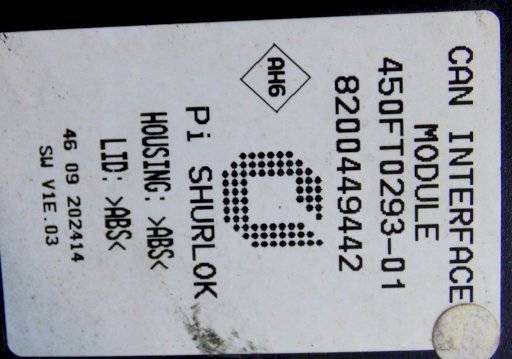 CAN INTERFACE
MODULE
450FT0293-01
8200449442
AH6
Pi SHURLOK
HOUSING: >ABS<
LID: >ABS<
46 09 202414
SW V1E.03